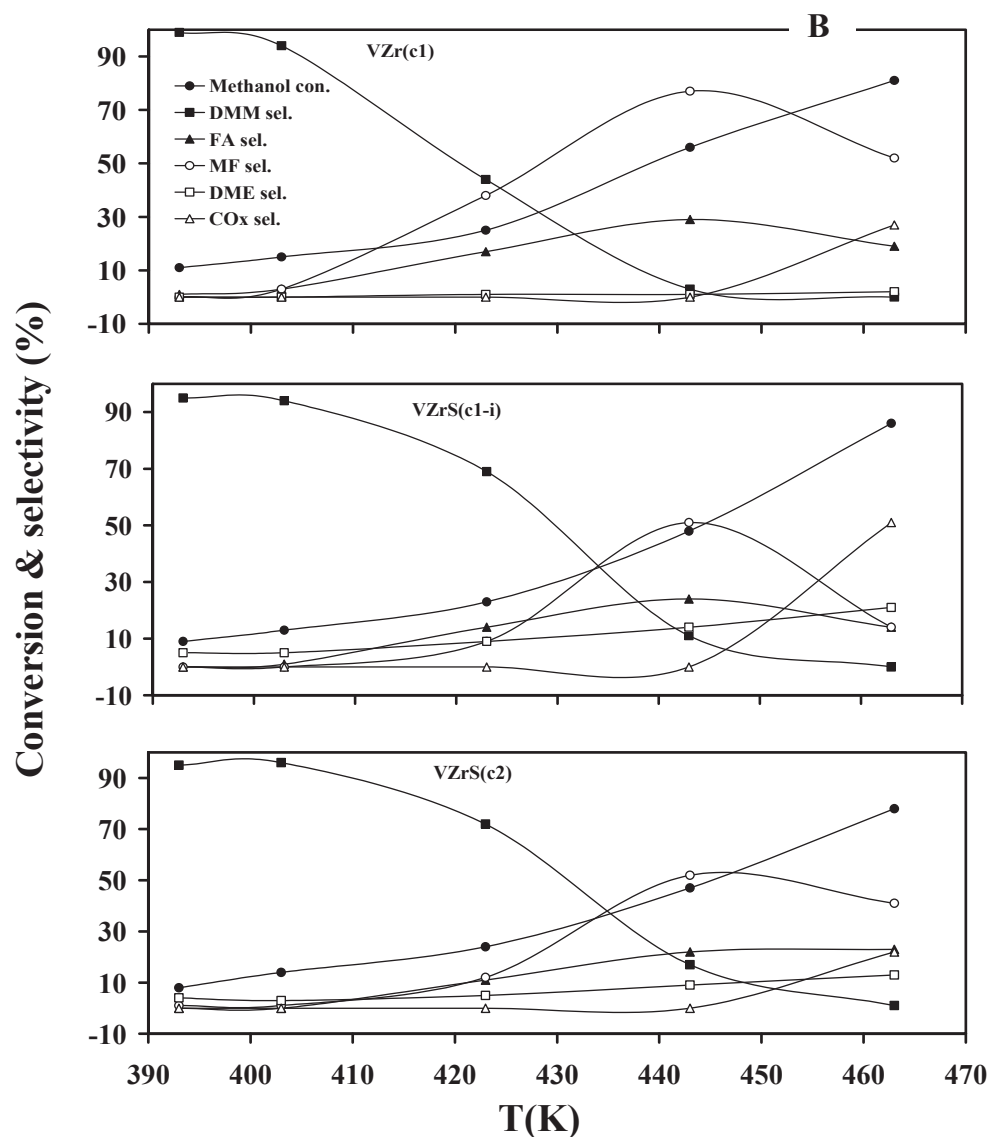 B
VZr(c1)
90
70
50
30
10
-10
Methanol con.
DMM sel.
FA sel.
MF sel.
DME sel.
COx sel.
VZrS(c1-i)
90
70
50
30
10
-10
VZrS(c2)
90
70
50
30
10
-10
390 400 410 420 430 440 450 460 470
T(K)
Conversion & selectivity (%)